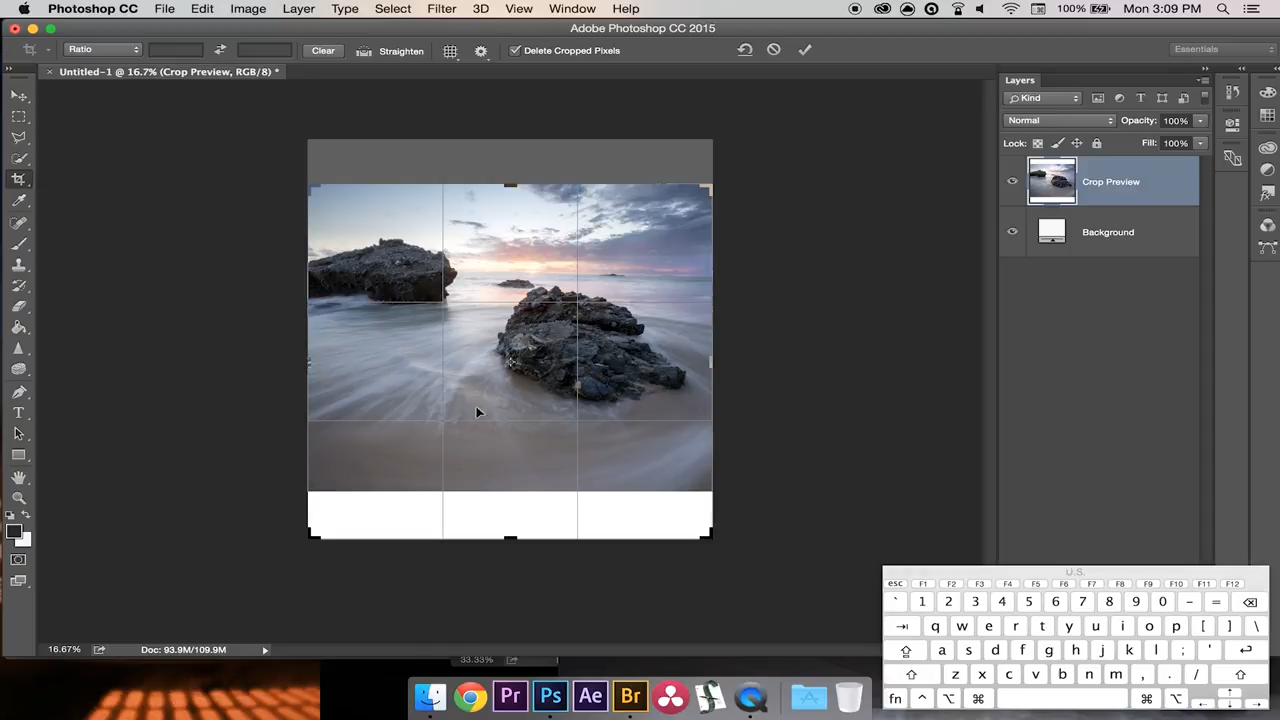 Photoshop CC File Edit Image Layer Type Select Filter 3D View Window Help 100% Mon 3:09 PM
Adobe Photoshop CC 2015
Ratio Clear Straighten Delete Cropped Pixels Essentials
Untitled-1 @ 16.7% (Crop Preview, RGB/8) *
Layers
Kind
Normal Opacity: 100%
Lock: Fill: 100%
Crop Preview
Background
U.S.
esc F1 F2 F3 F4 F5 F6 F7 F8 F9 F10 F11 F12
` 1 2 3 4 5 6 7 8 9 0 - =
q w e r t y u i o p [ ] \
a s d f g h j k l ; '
z x c v b n m , . /
fn
16.67% Doc: 93.9M/109.9M
33.33%
Pr Ps Ae Br